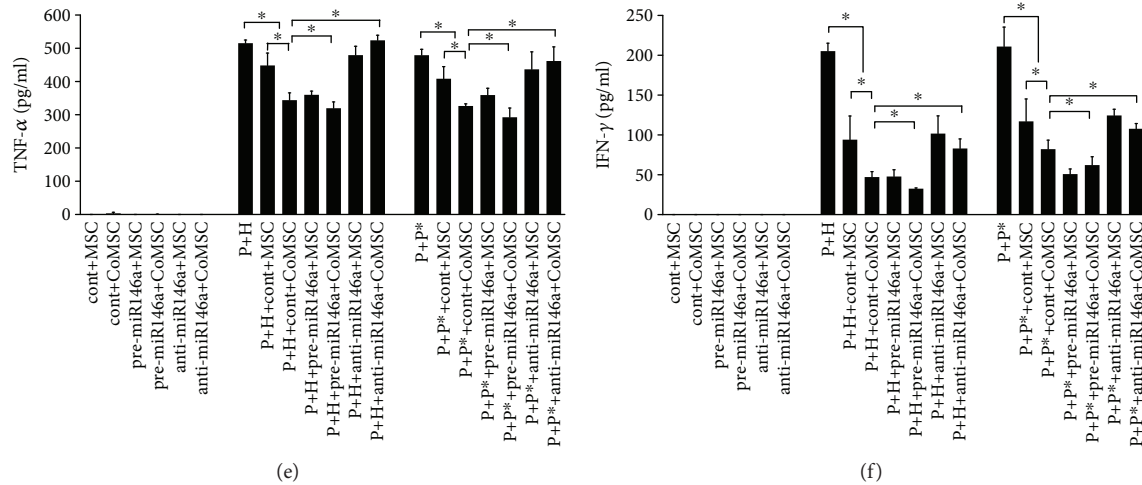 600
500
400
300
200
100
0
TNF-α (pg/ml)
* * * *
* * * *
cont+MSC
cont+CoMSC
pre-miR146a+MSC
pre-miR146a+CoMSC
anti-miR146a+MSC
anti-miR146a+CoMSC
P+H
P+H+cont+MSC
P+H+cont+CoMSC
P+H+pre-miR146a+MSC
P+H+pre-miR146a+CoMSC
P+H+anti-miR146a+MSC
P+H+anti-miR146a+CoMSC
P+P*
P+P*+cont+MSC
P+P*+cont+CoMSC
P+P*+pre-miR146a+MSC
P+P*+pre-miR146a+CoMSC
P+P*+anti-miR146a+MSC
P+P*+anti-miR146a+CoMSC
(e)
250
200
150
100
50
0
IFN-γ (pg/ml)
* * * *
* * * *
cont+MSC
cont+CoMSC
pre-miR146a+MSC
pre-miR146a+CoMSC
anti-miR146a+MSC
anti-miR146a+CoMSC
P+H
P+H+cont+MSC
P+H+cont+CoMSC
P+H+pre-miR146a+MSC
P+H+pre-miR146a+CoMSC
P+H+anti-miR146a+MSC
P+H+anti-miR146a+CoMSC
P+P*
P+P*+cont+MSC
P+P*+cont+CoMSC
P+P*+pre-miR146a+MSC
P+P*+pre-miR146a+CoMSC
P+P*+anti-miR146a+MSC
P+P*+anti-miR146a+CoMSC
(f)